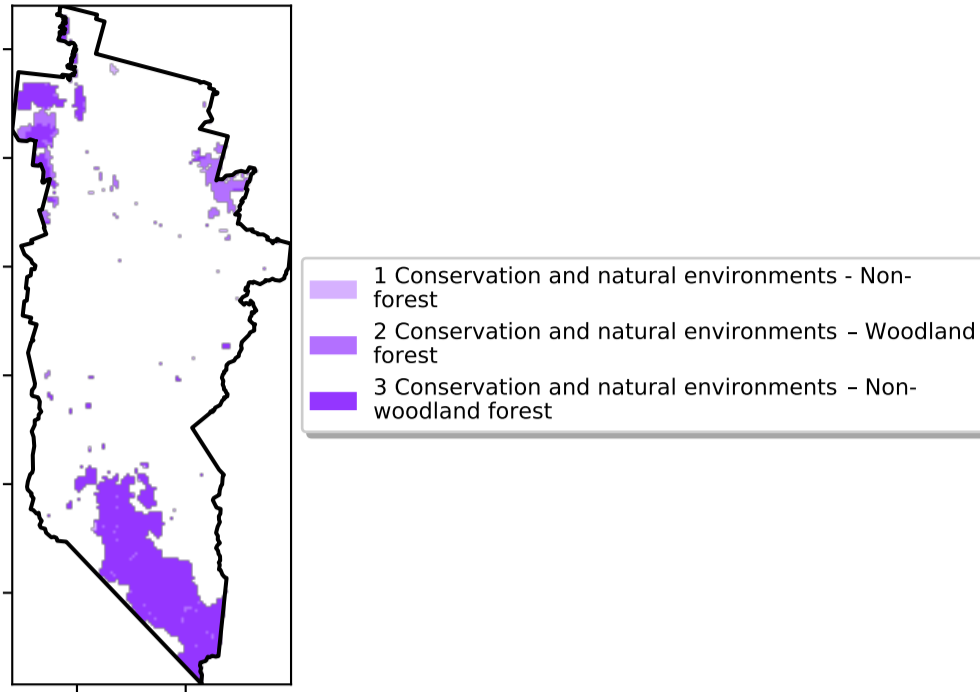 1 Conservation and natural environments - Non-
forest
2 Conservation and natural environments – Woodland
forest
3 Conservation and natural environments – Non-
woodland forest